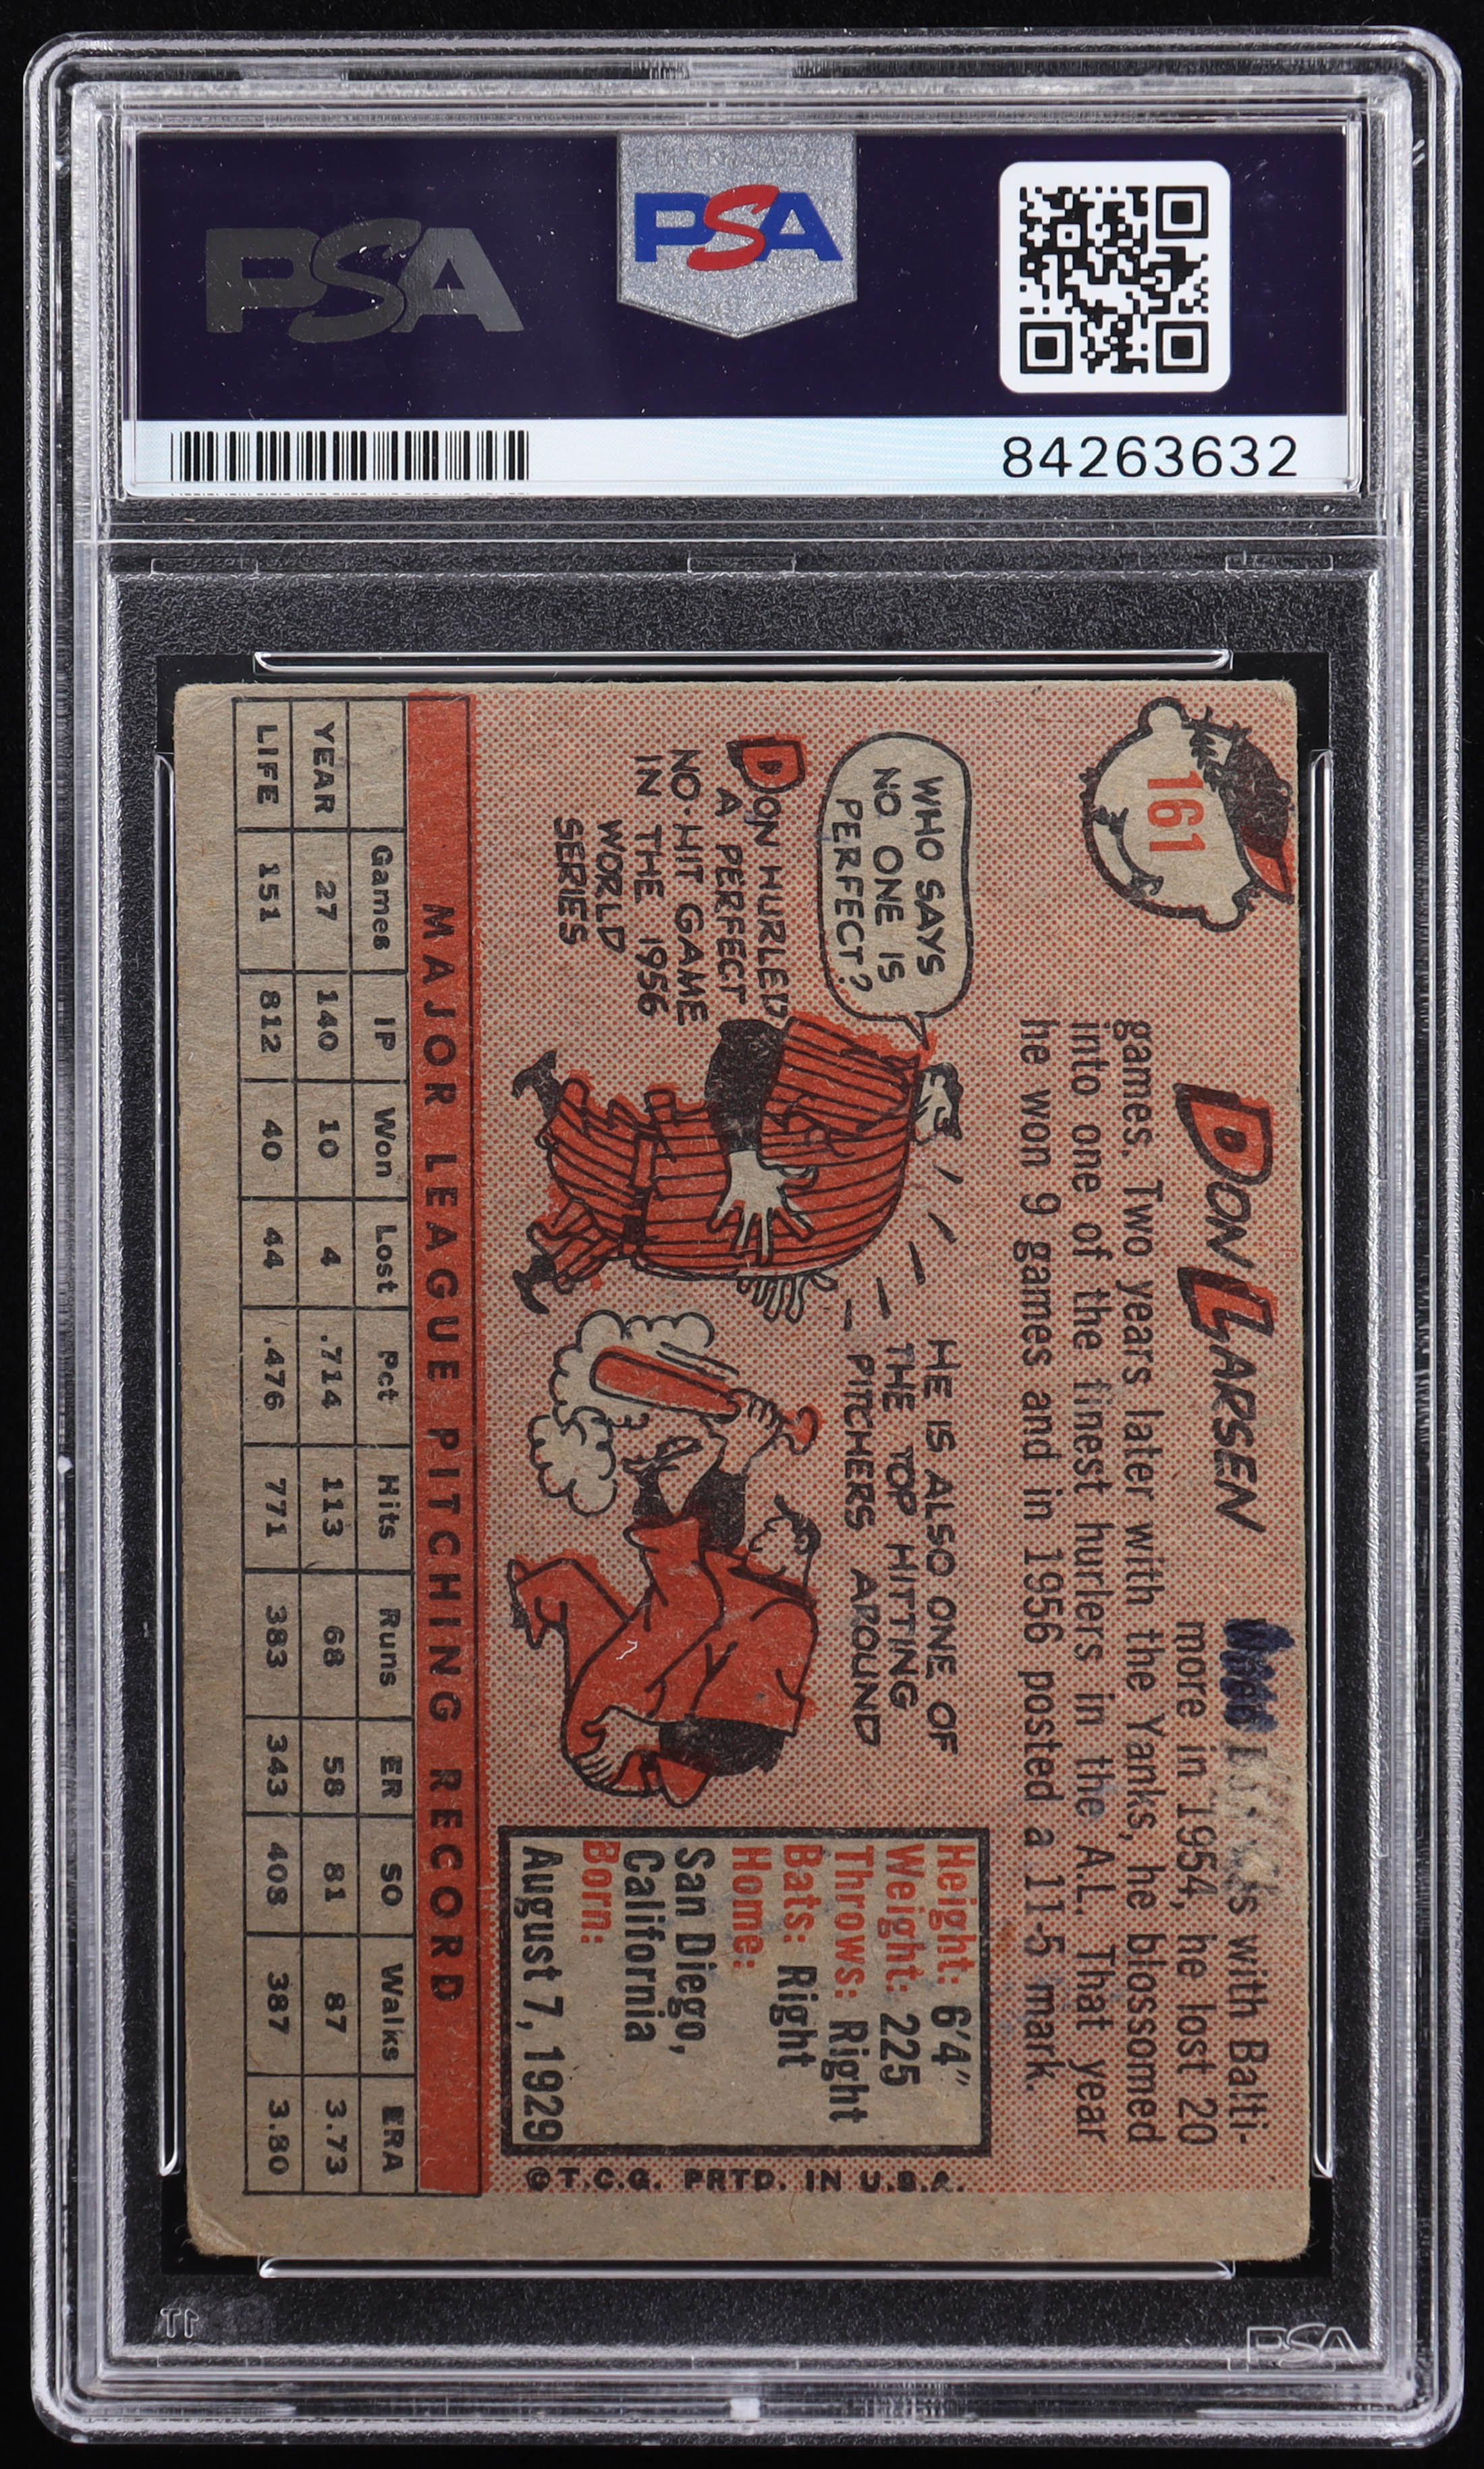 PSA
PSA
84263632
161
DON LARSEN
s with Balti-
more in 1954, he lost 20
games. Two years later with the Yanks, he blossomed
into one of the finest hurlers in the A.L. That year
he won 9 games and in 1956 posted a 11-5 mark.
WHO SAYS
NO ONE IS
PERFECT?
DON HURLED
A PERFECT
NO-HIT GAME
IN THE 1956
WORLD
SERIES
HE IS ALSO ONE OF
THE TOP HITTING
PITCHERS AROUND
Height: 6'4"
Weight: 225
Throws: Right
Bats: Right
Home:
San Diego,
California
Born:
August 7, 1929
©T.C.G. PRTD. IN U.S.A.
MAJOR LEAGUE PITCHING RECORD
Games IP Won Lost Pct Hits Runs ER SO Walks ERA
YEAR 27 140 10 4 .714 113 68 58 81 87 3.73
LIFE 151 812 40 44 .476 771 383 343 408 387 3.80
PSA